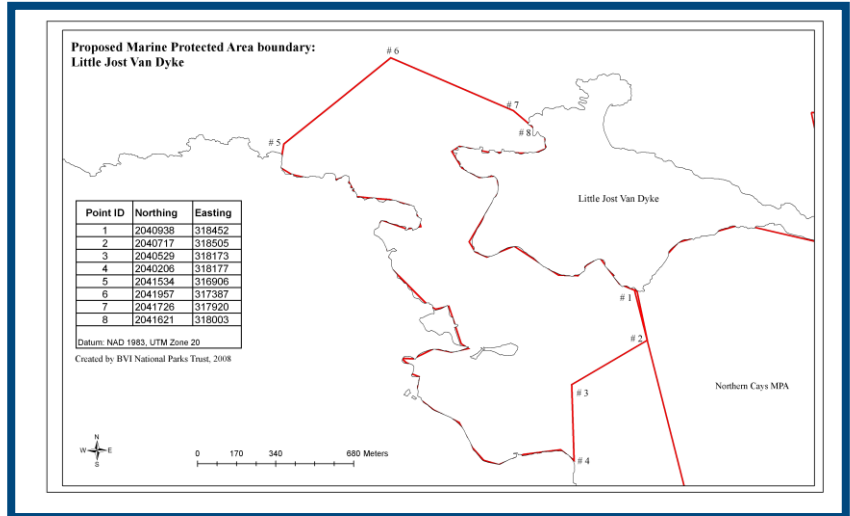 Proposed Marine Protected Area boundary:
Little Jost Van Dyke
# 6
# 7
# 8
# 5
Little Jost Van Dyke
Point ID Northing Easting
1 2040938 318452
2 2040717 318505
3 2040529 318173
4 2040206 318177
5 2041534 316906
6 2041957 317387
7 2041726 317920
8 2041621 318003
Datum: NAD 1983, UTM Zone 20
Created by BVI National Parks Trust, 2008
# 1
# 2
# 3
Northern Cays MPA
# 4
N
W E
S
0 170 340 680 Meters